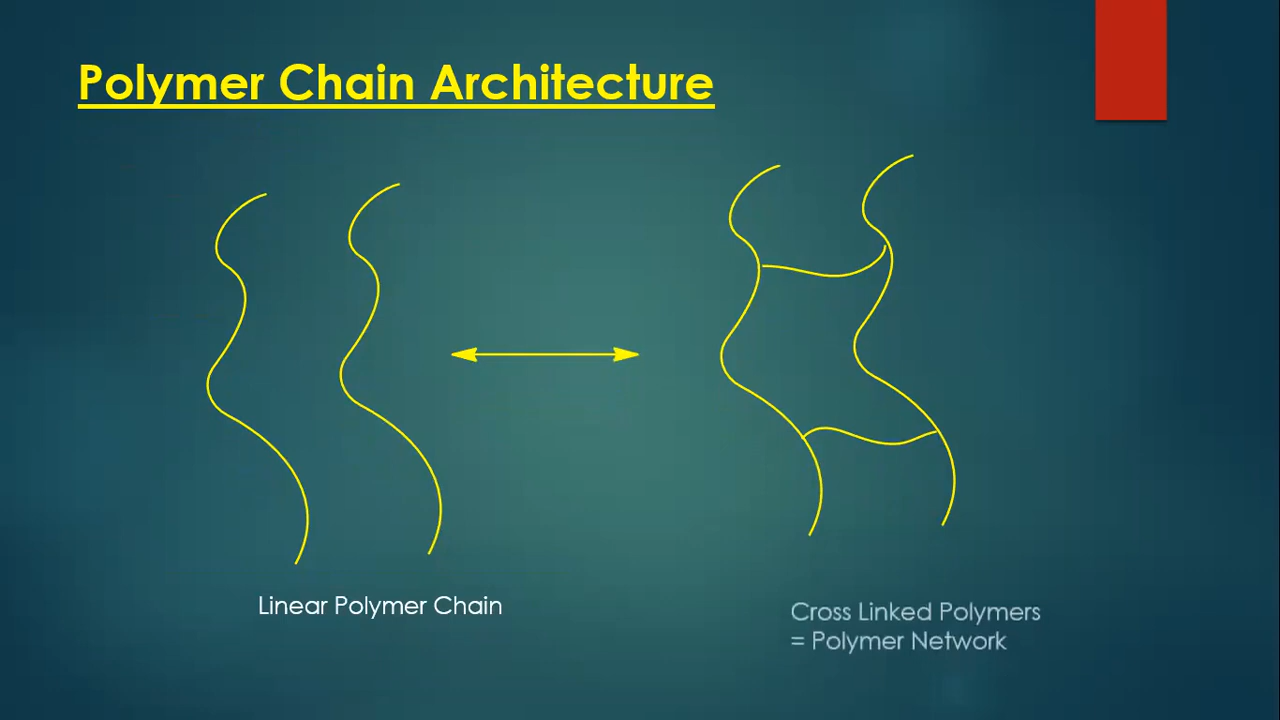 Polymer Chain Architecture
Linear Polymer Chain
Cross Linked Polymers
= Polymer Network